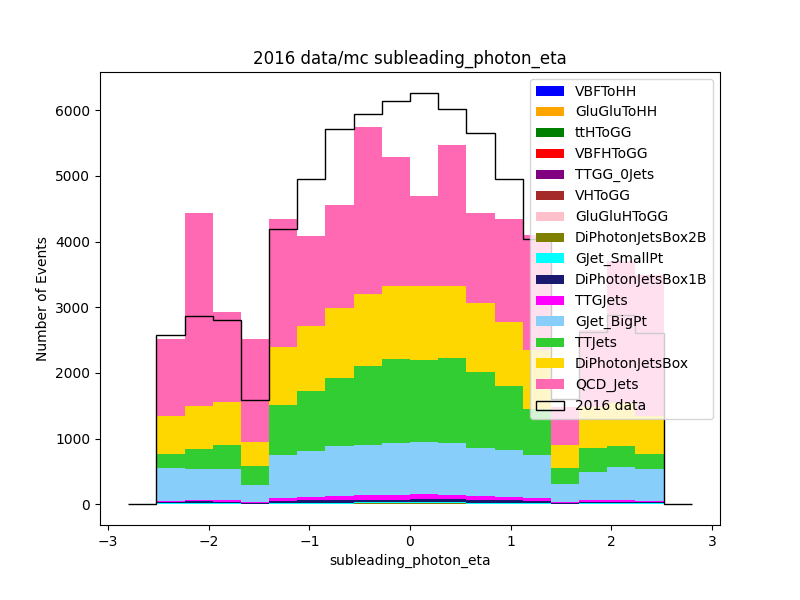 2016 data/mc subleading_photon_eta
Number of Events
6000
5000
4000
3000
2000
1000
0
−3
−2
−1
0
1
2
3
subleading_photon_eta
VBFToHH
GluGluToHH
ttHToGG
VBFHToGG
TTGG_0Jets
VHToGG
GluGluHToGG
DiPhotonJetsBox2B
GJet_SmallPt
DiPhotonJetsBox1B
TTGJets
GJet_BigPt
TTJets
DiPhotonJetsBox
QCD_Jets
2016 data